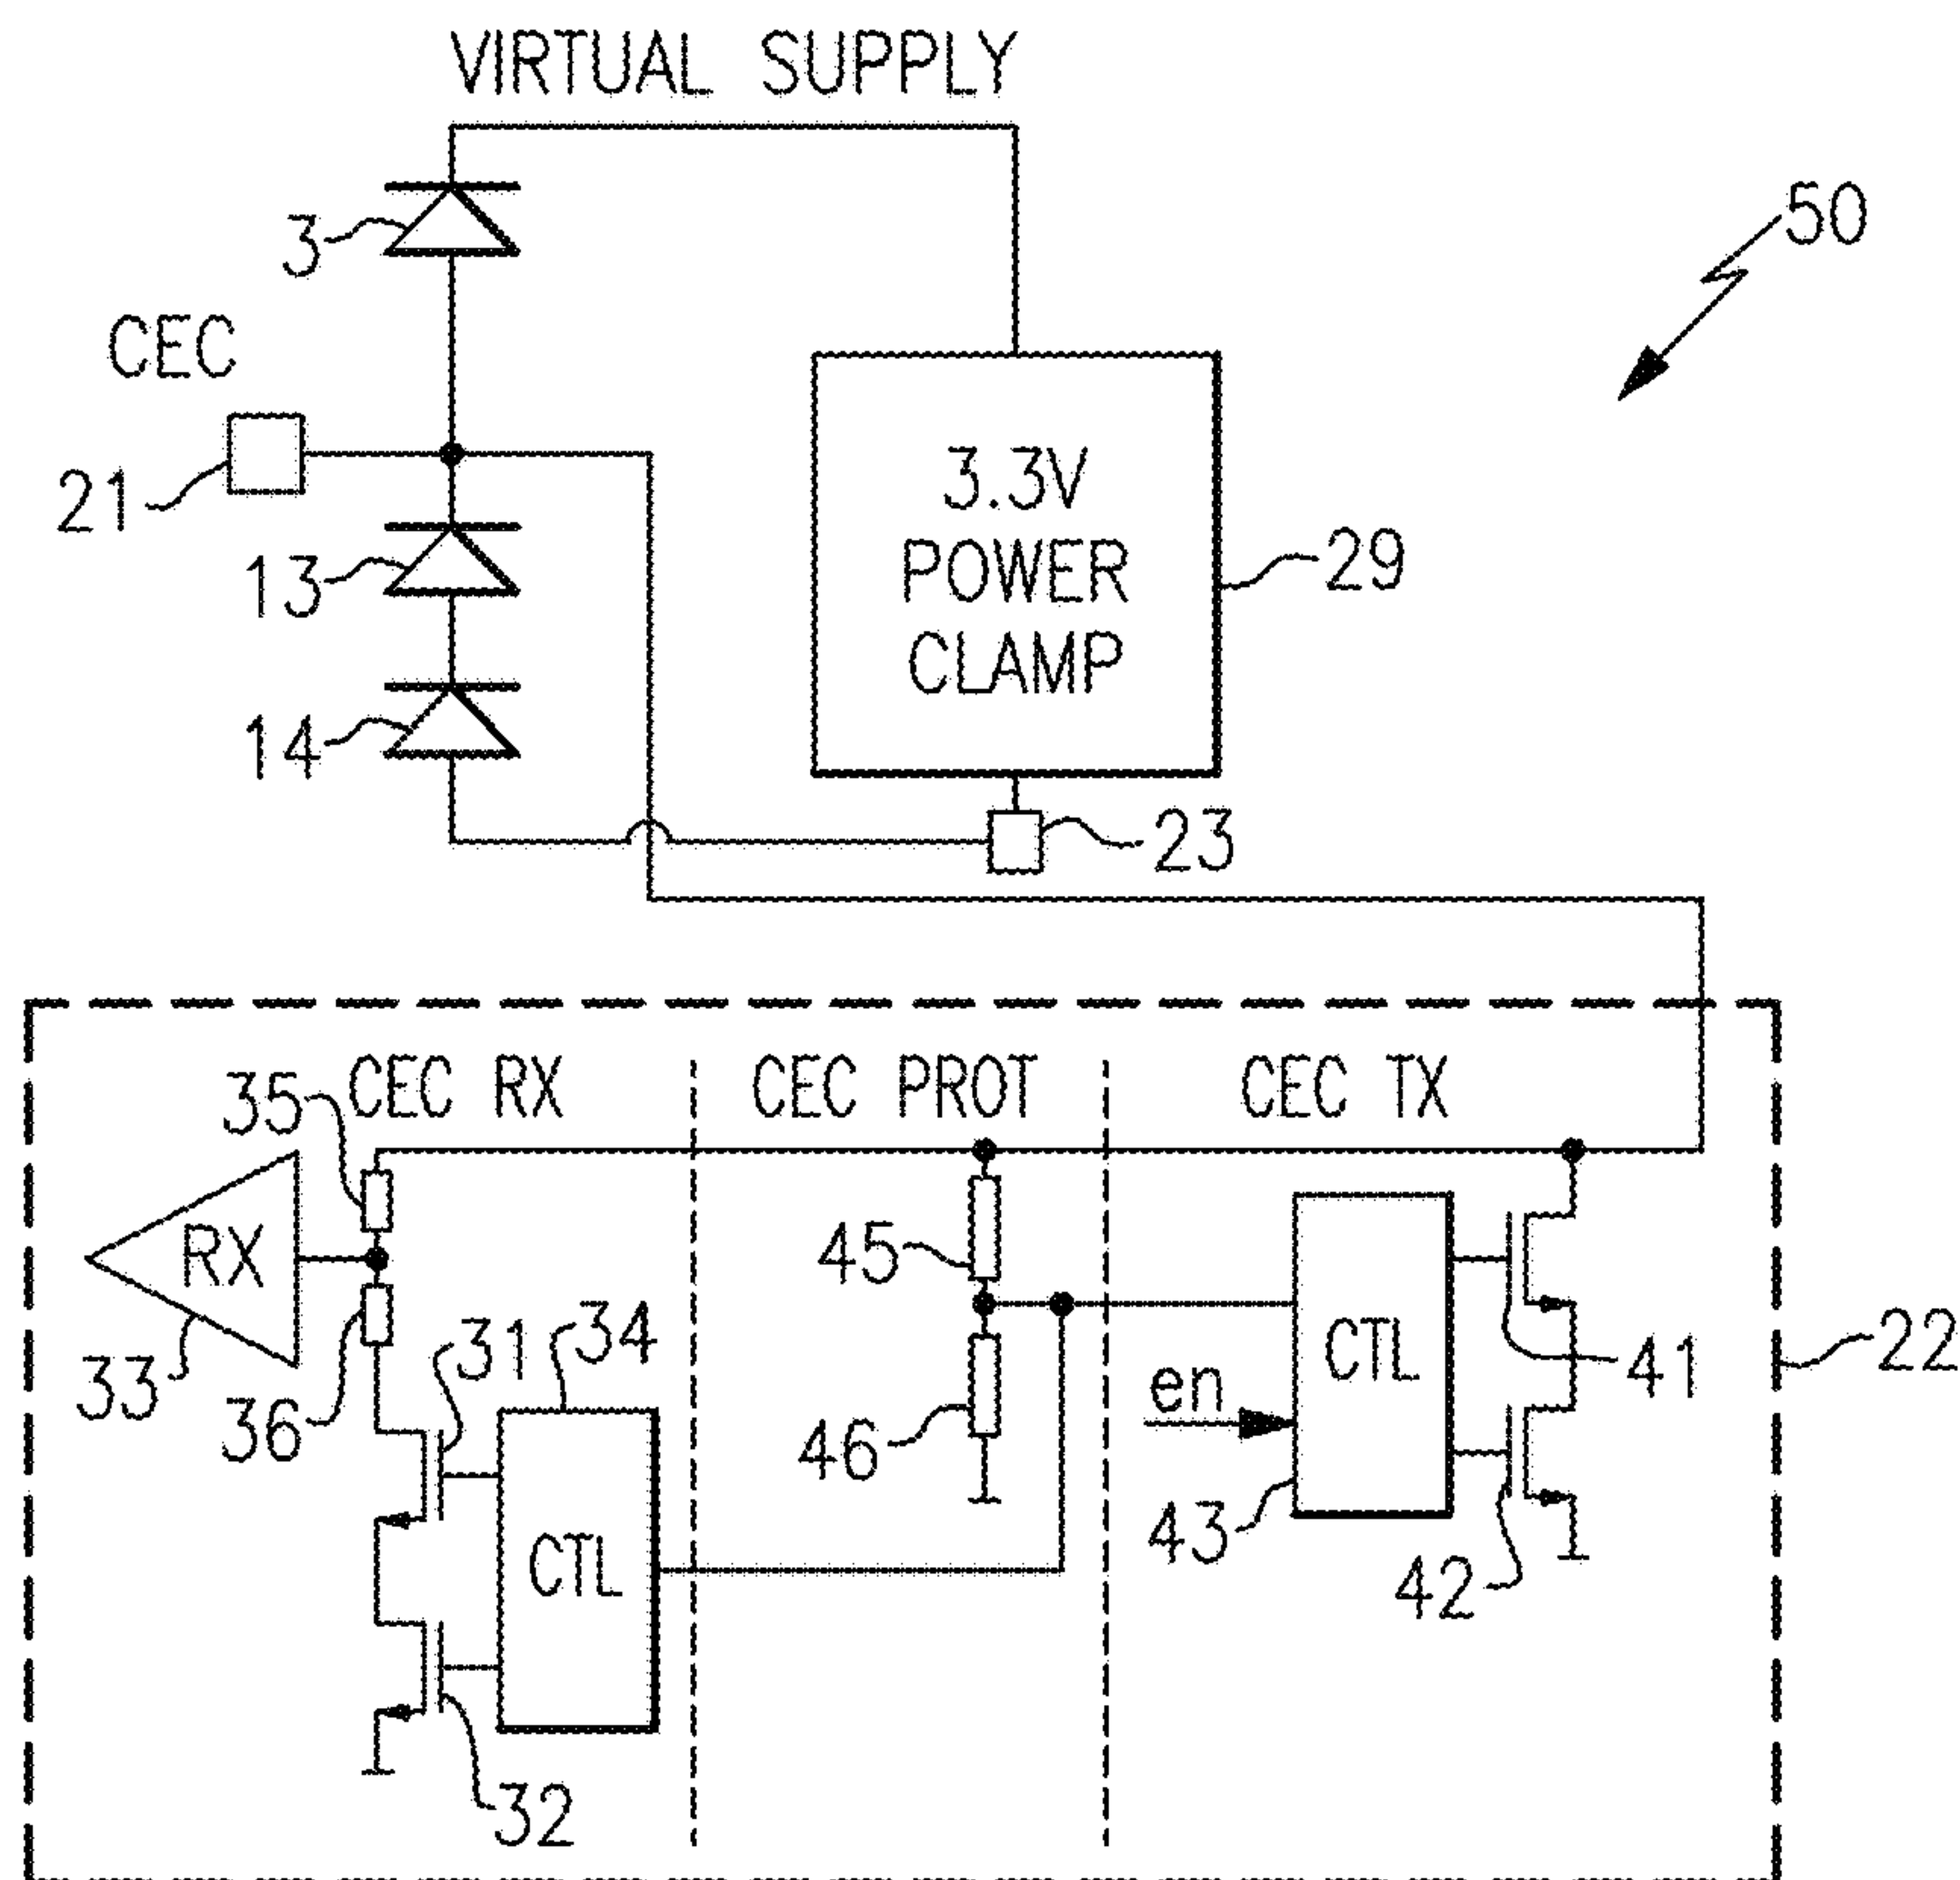 VIRTUAL SUPPLY
3
50
CEC
21
3.3V
POWER
CLAMP
29
13
14
23
CEC RX
CEC PROT
CEC TX
35
RX
45
34
31
CTL
41
22
33
36
en
46
43
42
CTL
32